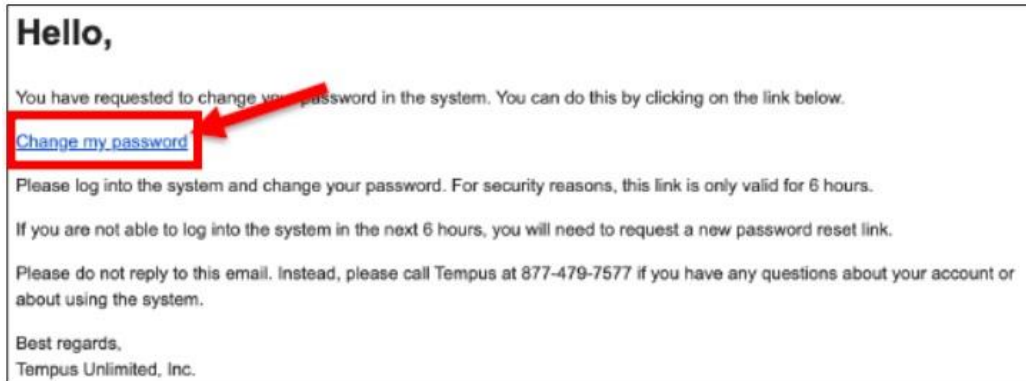 Hello,
You have requested to change your password in the system. You can do this by clicking on the link below.
Change my password
Please log into the system and change your password. For security reasons, this link is only valid for 6 hours.
If you are not able to log into the system in the next 6 hours, you will need to request a new password reset link.
Please do not reply to this email. Instead, please call Tempus at 877-479-7577 if you have any questions about your account or
about using the system.
Best regards,
Tempus Unlimited, Inc.